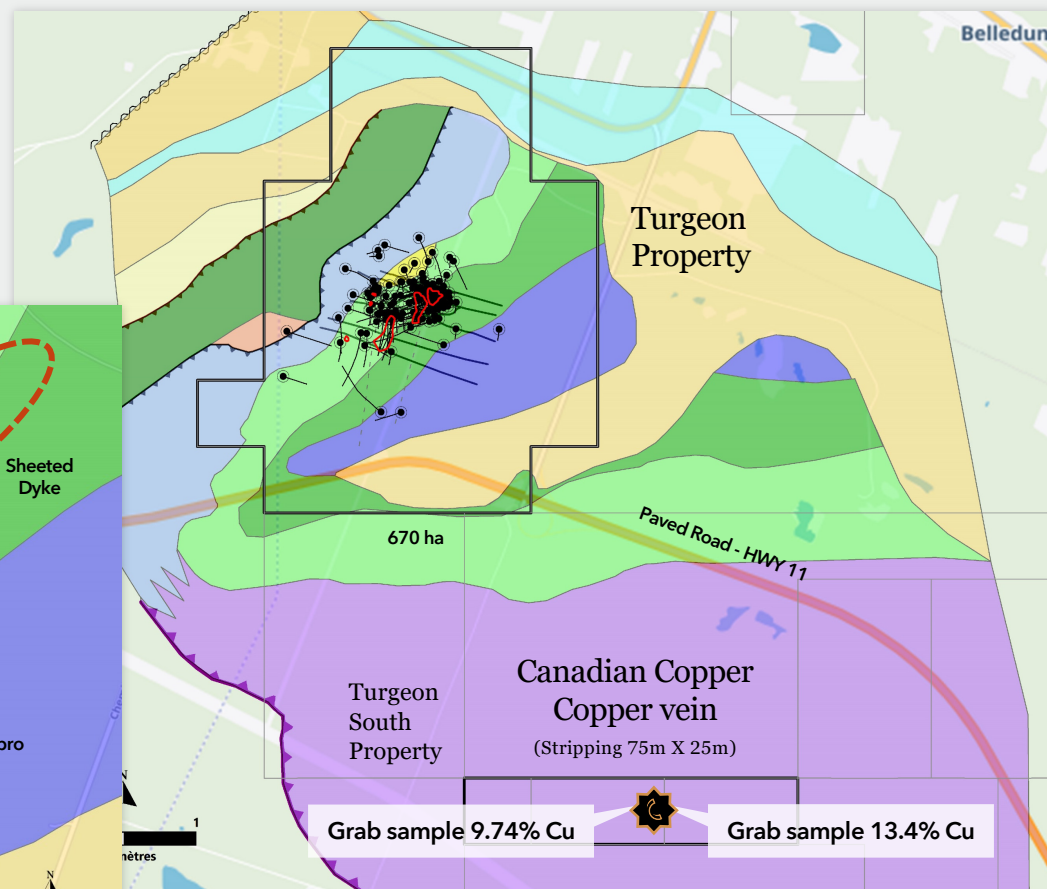 Belledun
Turgeon
Property
Sheeted
Dyke
670 ha
Paved Road - HWY 11
Canadian Copper
Copper vein
(Stripping 75m X 25m)
Turgeon
South
Property
bro
N
1
mètres
Grab sample 9.74% Cu
Grab sample 13.4% Cu
N